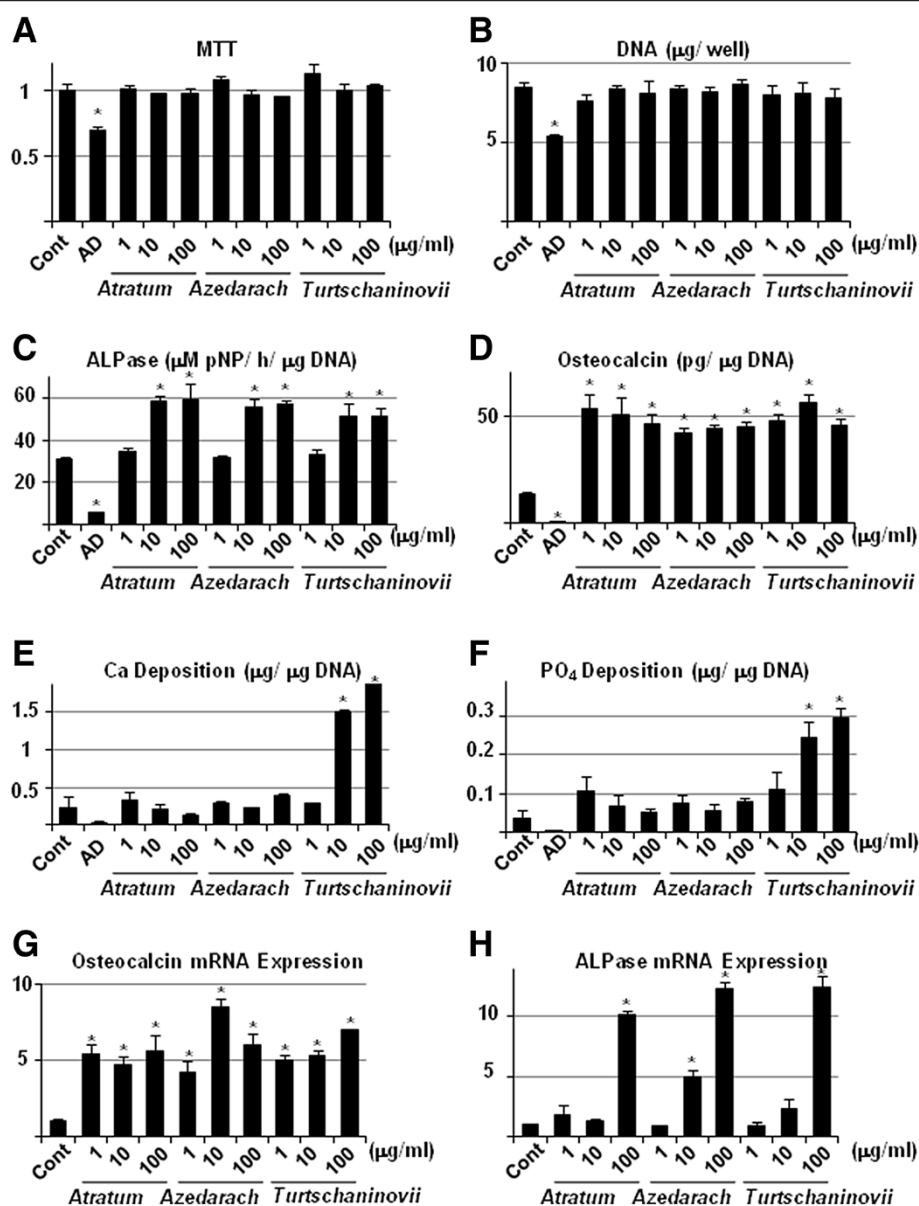 A
MTT
1
0.5
*
Cont AD 1 10 100 1 10 100 1 10 100 (μg/ml)
Atratum Azedarach Turtschaninovii
B
DNA (μg/ well)
10
5
*
Cont AD 1 10 100 1 10 100 1 10 100 (μg/ml)
Atratum Azedarach Turtschaninovii
C
ALPase (μM pNP/ h/ μg DNA)
60
40
20
* * * * * * *
Cont AD 1 10 100 1 10 100 1 10 100 (μg/ml)
Atratum Azedarach Turtschaninovii
D
Osteocalcin (pg/ μg DNA)
50
* * * * * * * * * *
Cont AD 1 10 100 1 10 100 1 10 100 (μg/ml)
Atratum Azedarach Turtschaninovii
E
Ca Deposition (μg/ μg DNA)
1.5
1
0.5
* *
Cont AD 1 10 100 1 10 100 1 10 100 (μg/ml)
Atratum Azedarach Turtschaninovii
F
PO4 Deposition (μg/ μg DNA)
0.3
0.2
0.1
* *
Cont AD 1 10 100 1 10 100 1 10 100 (μg/ml)
Atratum Azedarach Turtschaninovii
G
Osteocalcin mRNA Expression
10
5
* * * * * * * * *
Cont 1 10 100 1 10 100 1 10 100 (μg/ml)
Atratum Azedarach Turtschaninovii
H
ALPase mRNA Expression
10
5
* * * *
Cont 1 10 100 1 10 100 1 10 100 (μg/ml)
Atratum Azedarach Turtschaninovii